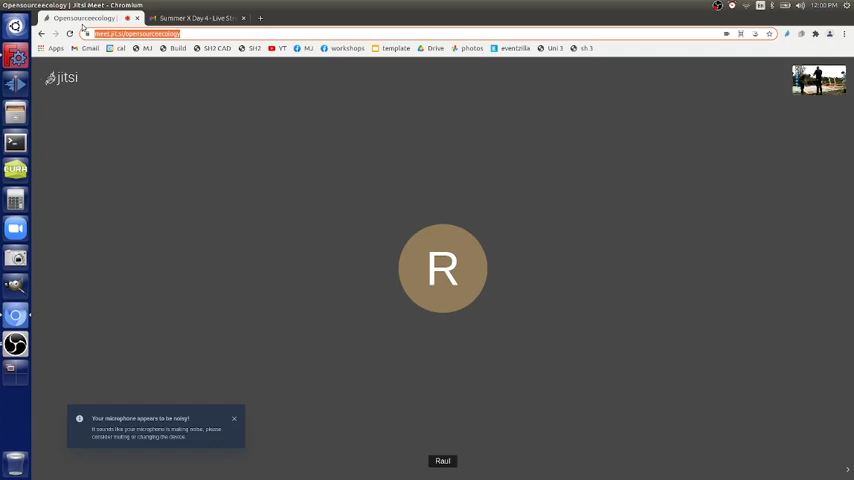 Opensourceecology | Jitsi Meet - Chromium
En
12:00 PM
Opensourceecology |
Summer X Day 4 - Live Str
meet.jit.si/opensourceecology
Apps
Gmail
cal
MJ
Build
SH2 CAD
SH2
YT
MJ
workshops
template
Drive
photos
eventzilla
Uni 3
sh 3
jitsi
CURA
R
Your microphone appears to be noisy!
It sounds like your microphone is making noise, please
consider muting or changing the device.
Raul